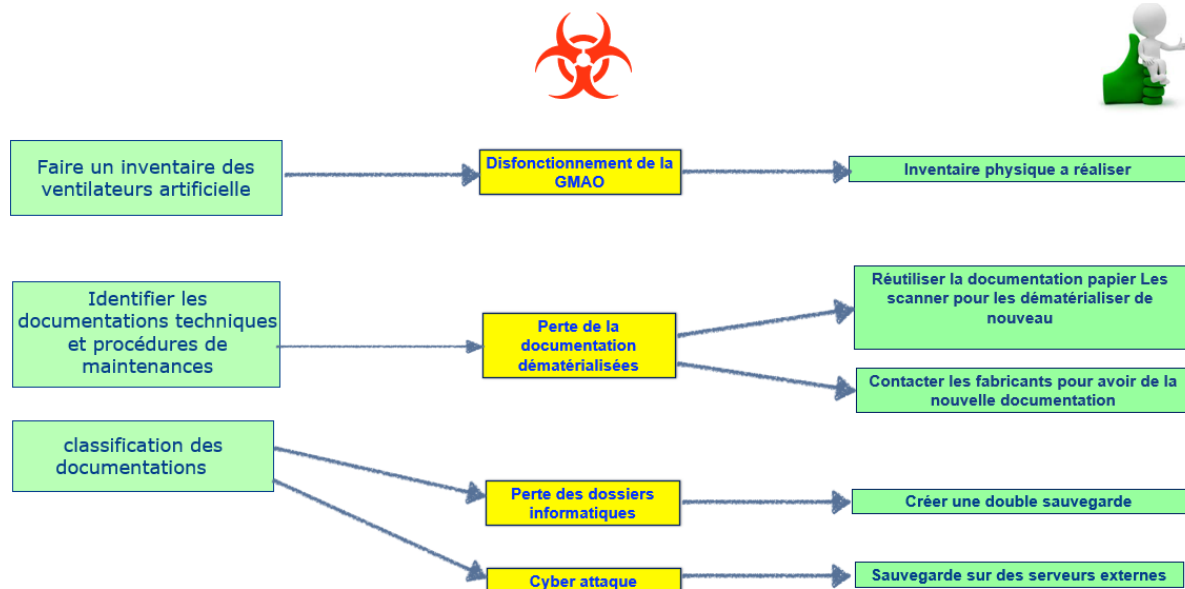 Faire un inventaire des
ventilateurs artificielle
Disfonctionnement de la
GMAO
Inventaire physique a réaliser
Identifier les
documentations techniques
et procédures de
maintenances
Perte de la
documentation
dématérialisées
Réutiliser la documentation papier Les
scanner pour les dématérialiser de
nouveau
Contacter les fabricants pour avoir de la
nouvelle documentation
classification des
documentations
Perte des dossiers
informatiques
Créer une double sauvegarde
Cyber attaque
Sauvegarde sur des serveurs externes